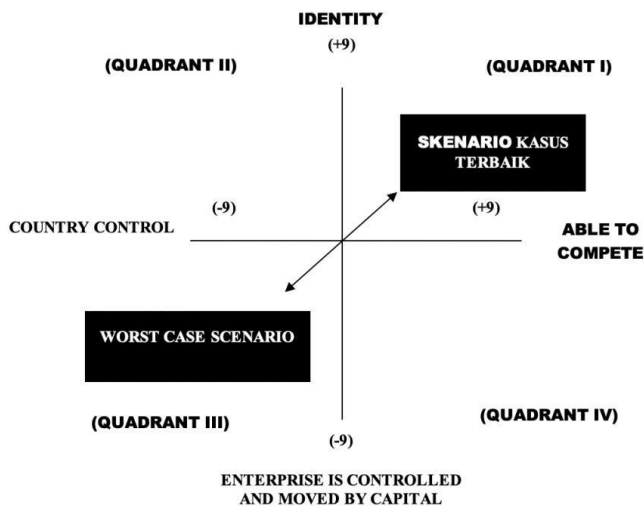 IDENTITY
(+9)
(QUADRANT II)
(QUADRANT I)
SKENARIO KASUS
TERBAIK
(-9)
(+9)
COUNTRY CONTROL
ABLE TO
COMPETE
WORST CASE SCENARIO
(QUADRANT III)
(QUADRANT IV)
(-9)
ENTERPRISE IS CONTROLLED
AND MOVED BY CAPITAL